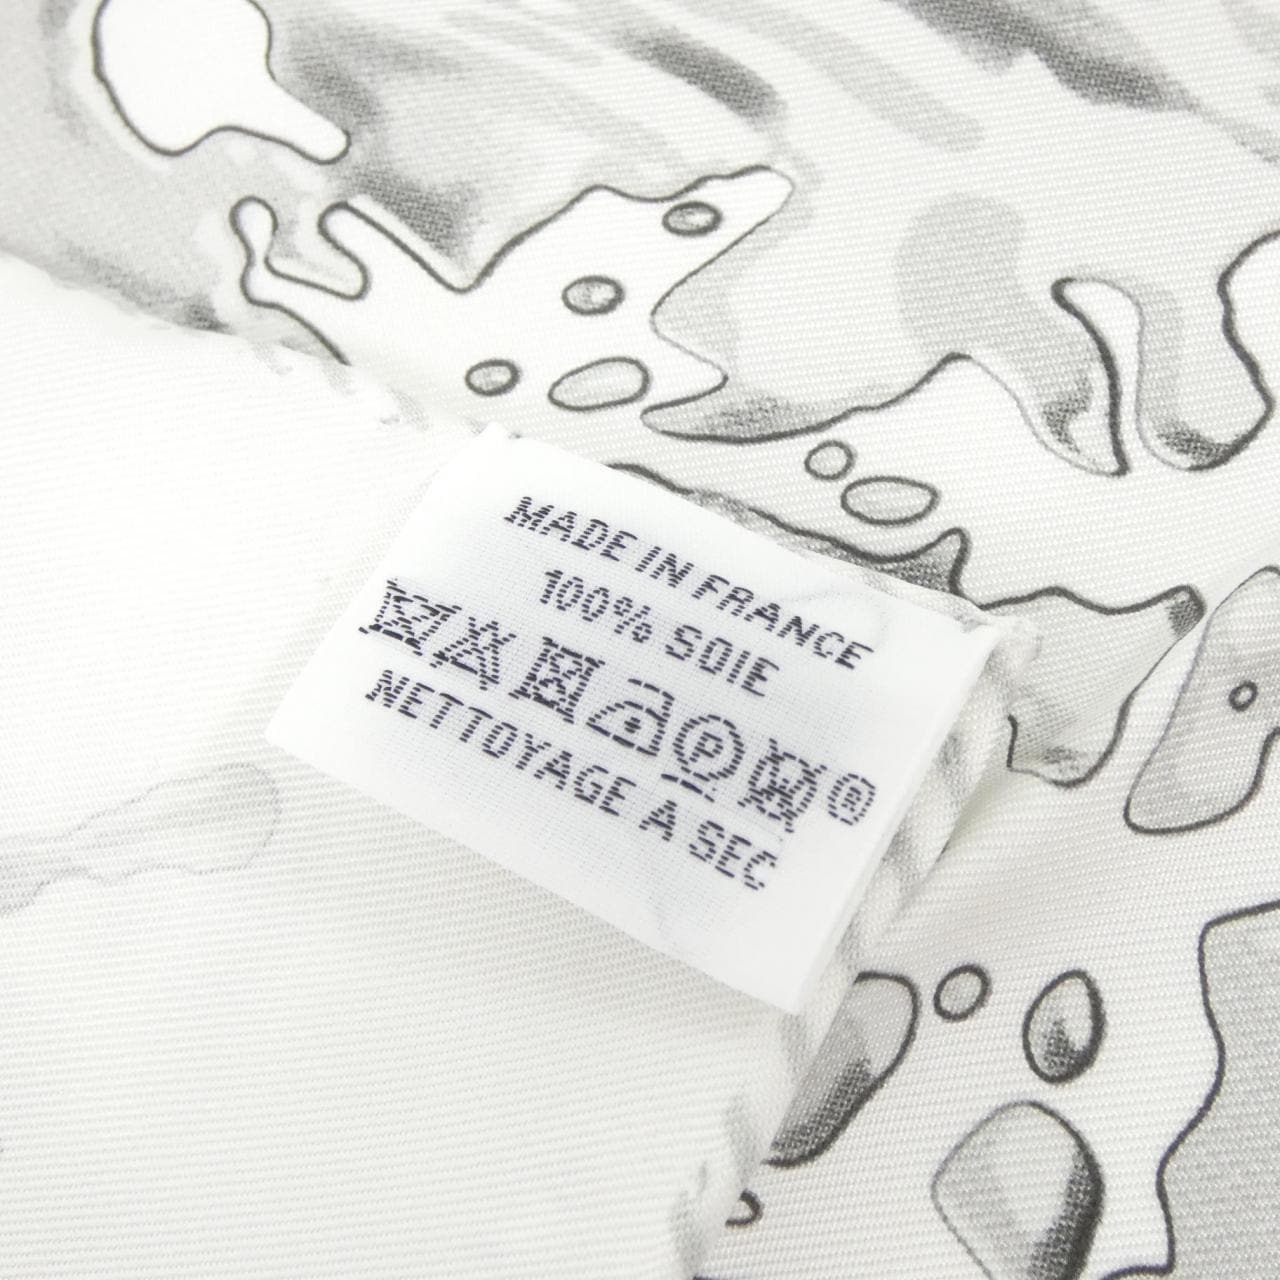 MADE IN FRANCE
100% SOIE
P ®
NETTOYAGE A SEC